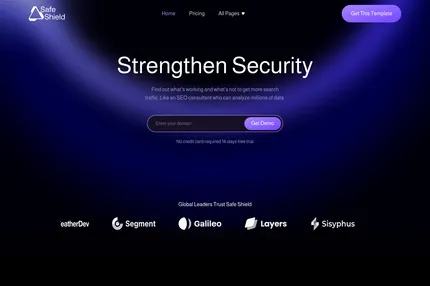 Safe
Shield
Home
Pricing
All Pages
Get This Template
Strengthen Security
Find out what's working and what's not to get more search
traffic. Like an SEO consultant who can analyze millions of data
Enter your domain
Get Demo
No credit card required 14 days free trial
Global Leaders Trust Safe Shield
eatherDev
Segment
Galileo
Layers
Sisyphus